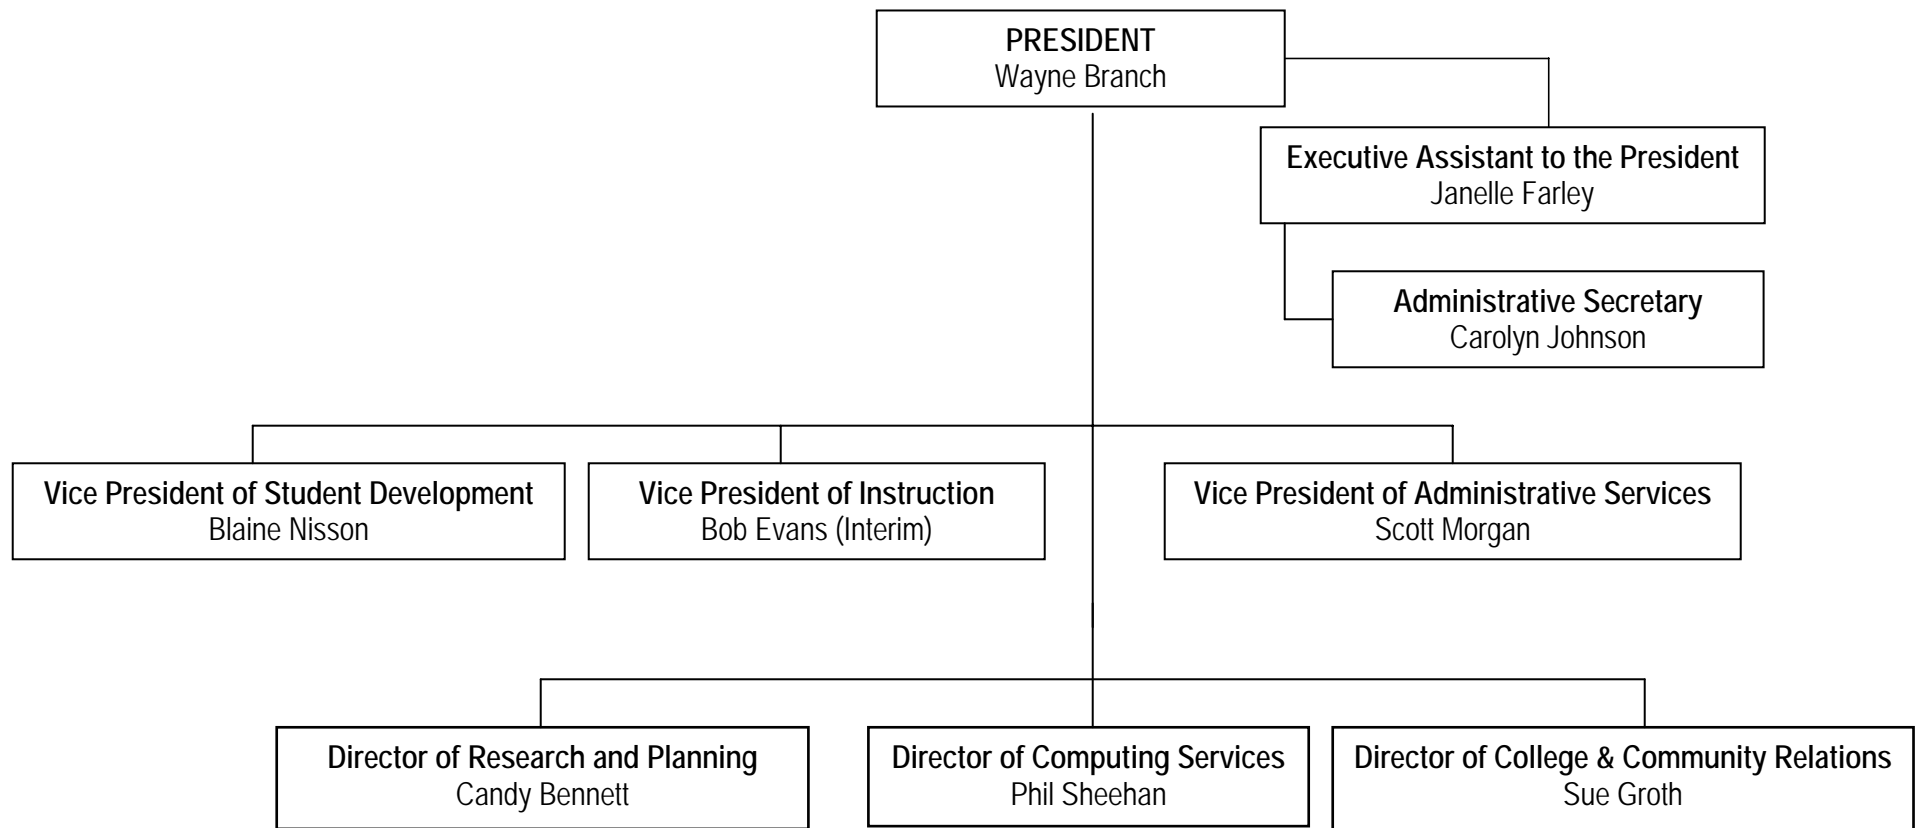 PRESIDENT
Wayne Branch
Executive Assistant to the President
Janelle Farley
Administrative Secretary
Carolyn Johnson
Vice President of Student Development
Blaine Nisson
Vice President of Instruction
Bob Evans (Interim)
Vice President of Administrative Services
Scott Morgan
Director of Research and Planning
Candy Bennett
Director of Computing Services
Phil Sheehan
Director of College & Community Relations
Sue Groth